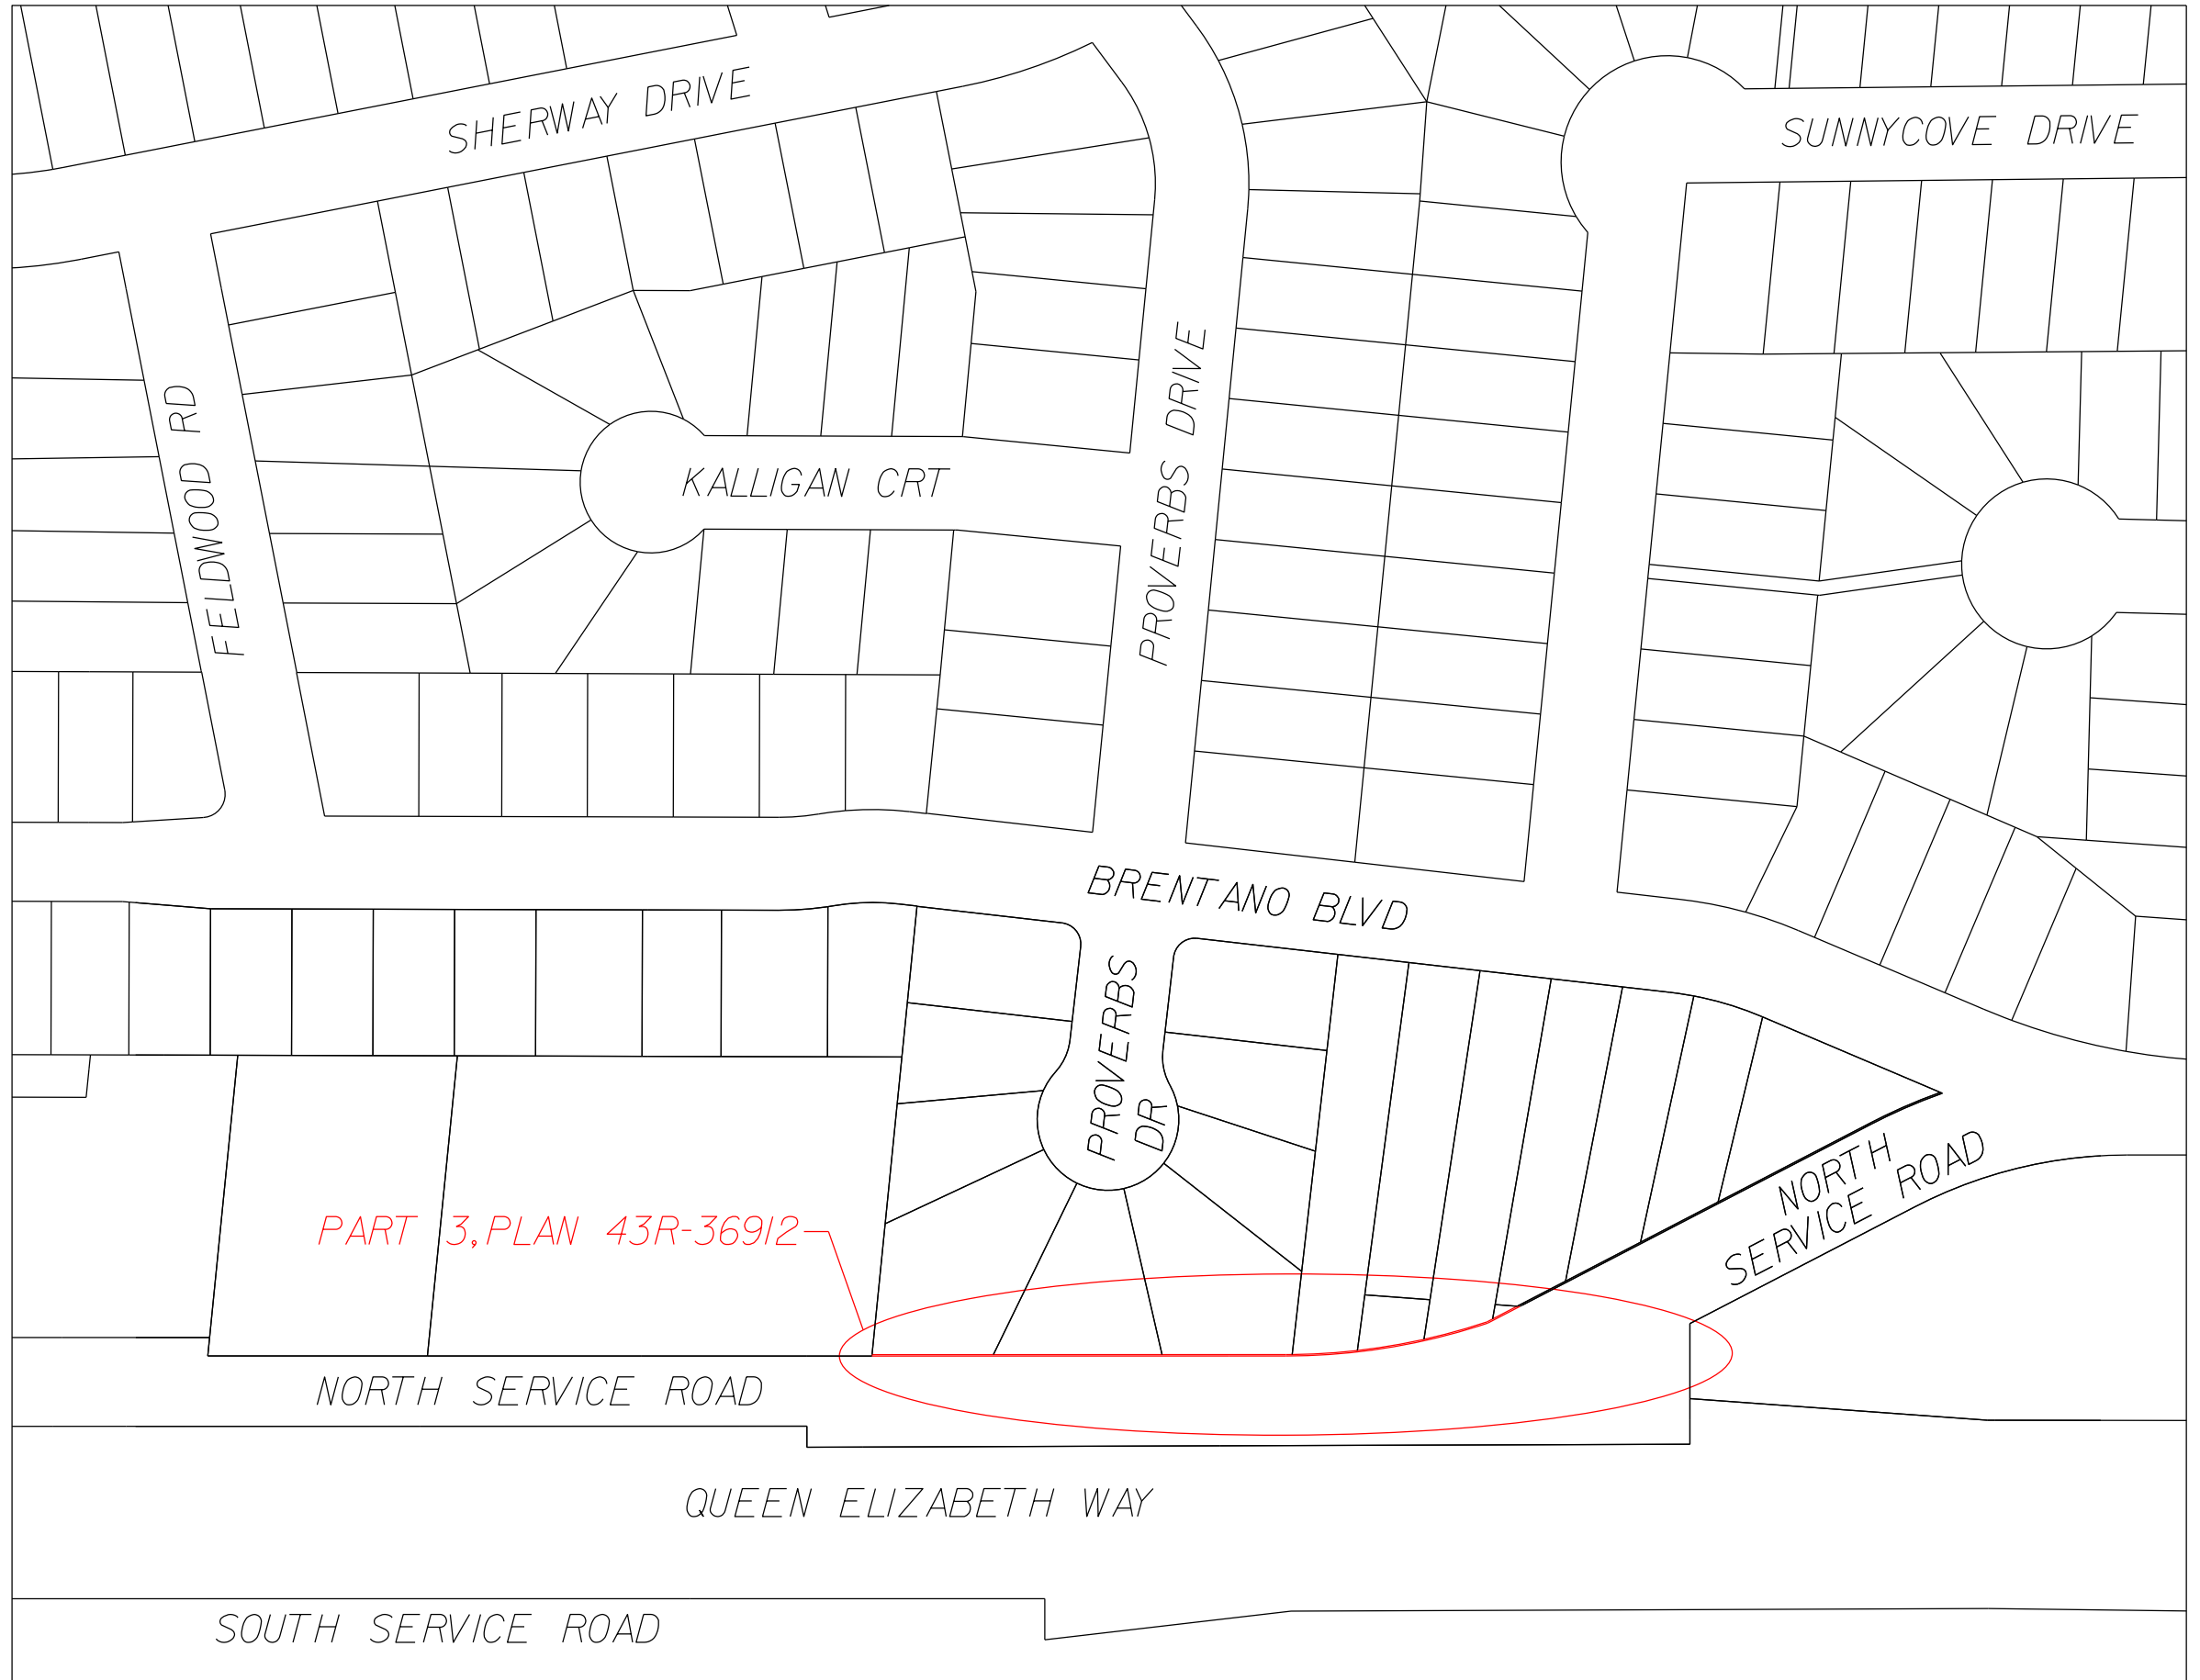 SHERWAY DRIVE
SUNNYCOVE DRIVE
FELDWOOD RD
KALLIGAN CRT
PROVERBS DRIVE
BRENTANO BLVD
PROVERBS
DR
NORTH
SERVICE ROAD
PART 3, PLAN 43R-36912
NORTH SERVICE ROAD
QUEEN ELIZABETH WAY
SOUTH SERVICE ROAD